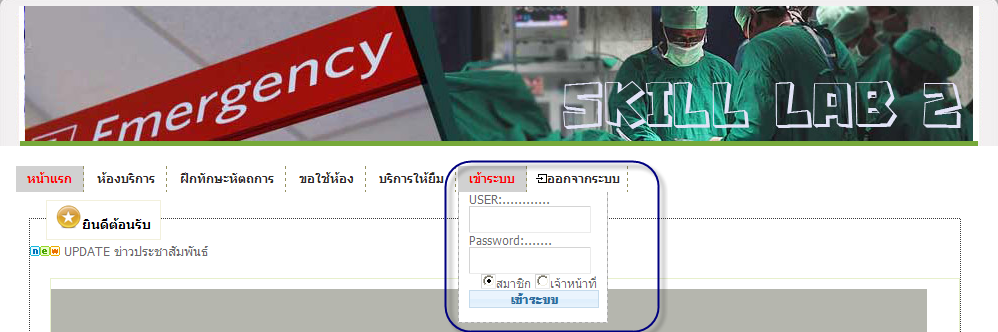 Emergency
SKILL LAB 2
หน้าแรก ห้องบริการ ฝึกทักษะหัตถการ ขอใช้ห้อง บริการให้ยืม เข้าระบบ ออกจากระบบ
USER:............
ยินดีต้อนรับ
Password:.......
new UPDATE ข่าวประชาสัมพันธ์
สมาชิก เจ้าหน้าที่
เข้าระบบ